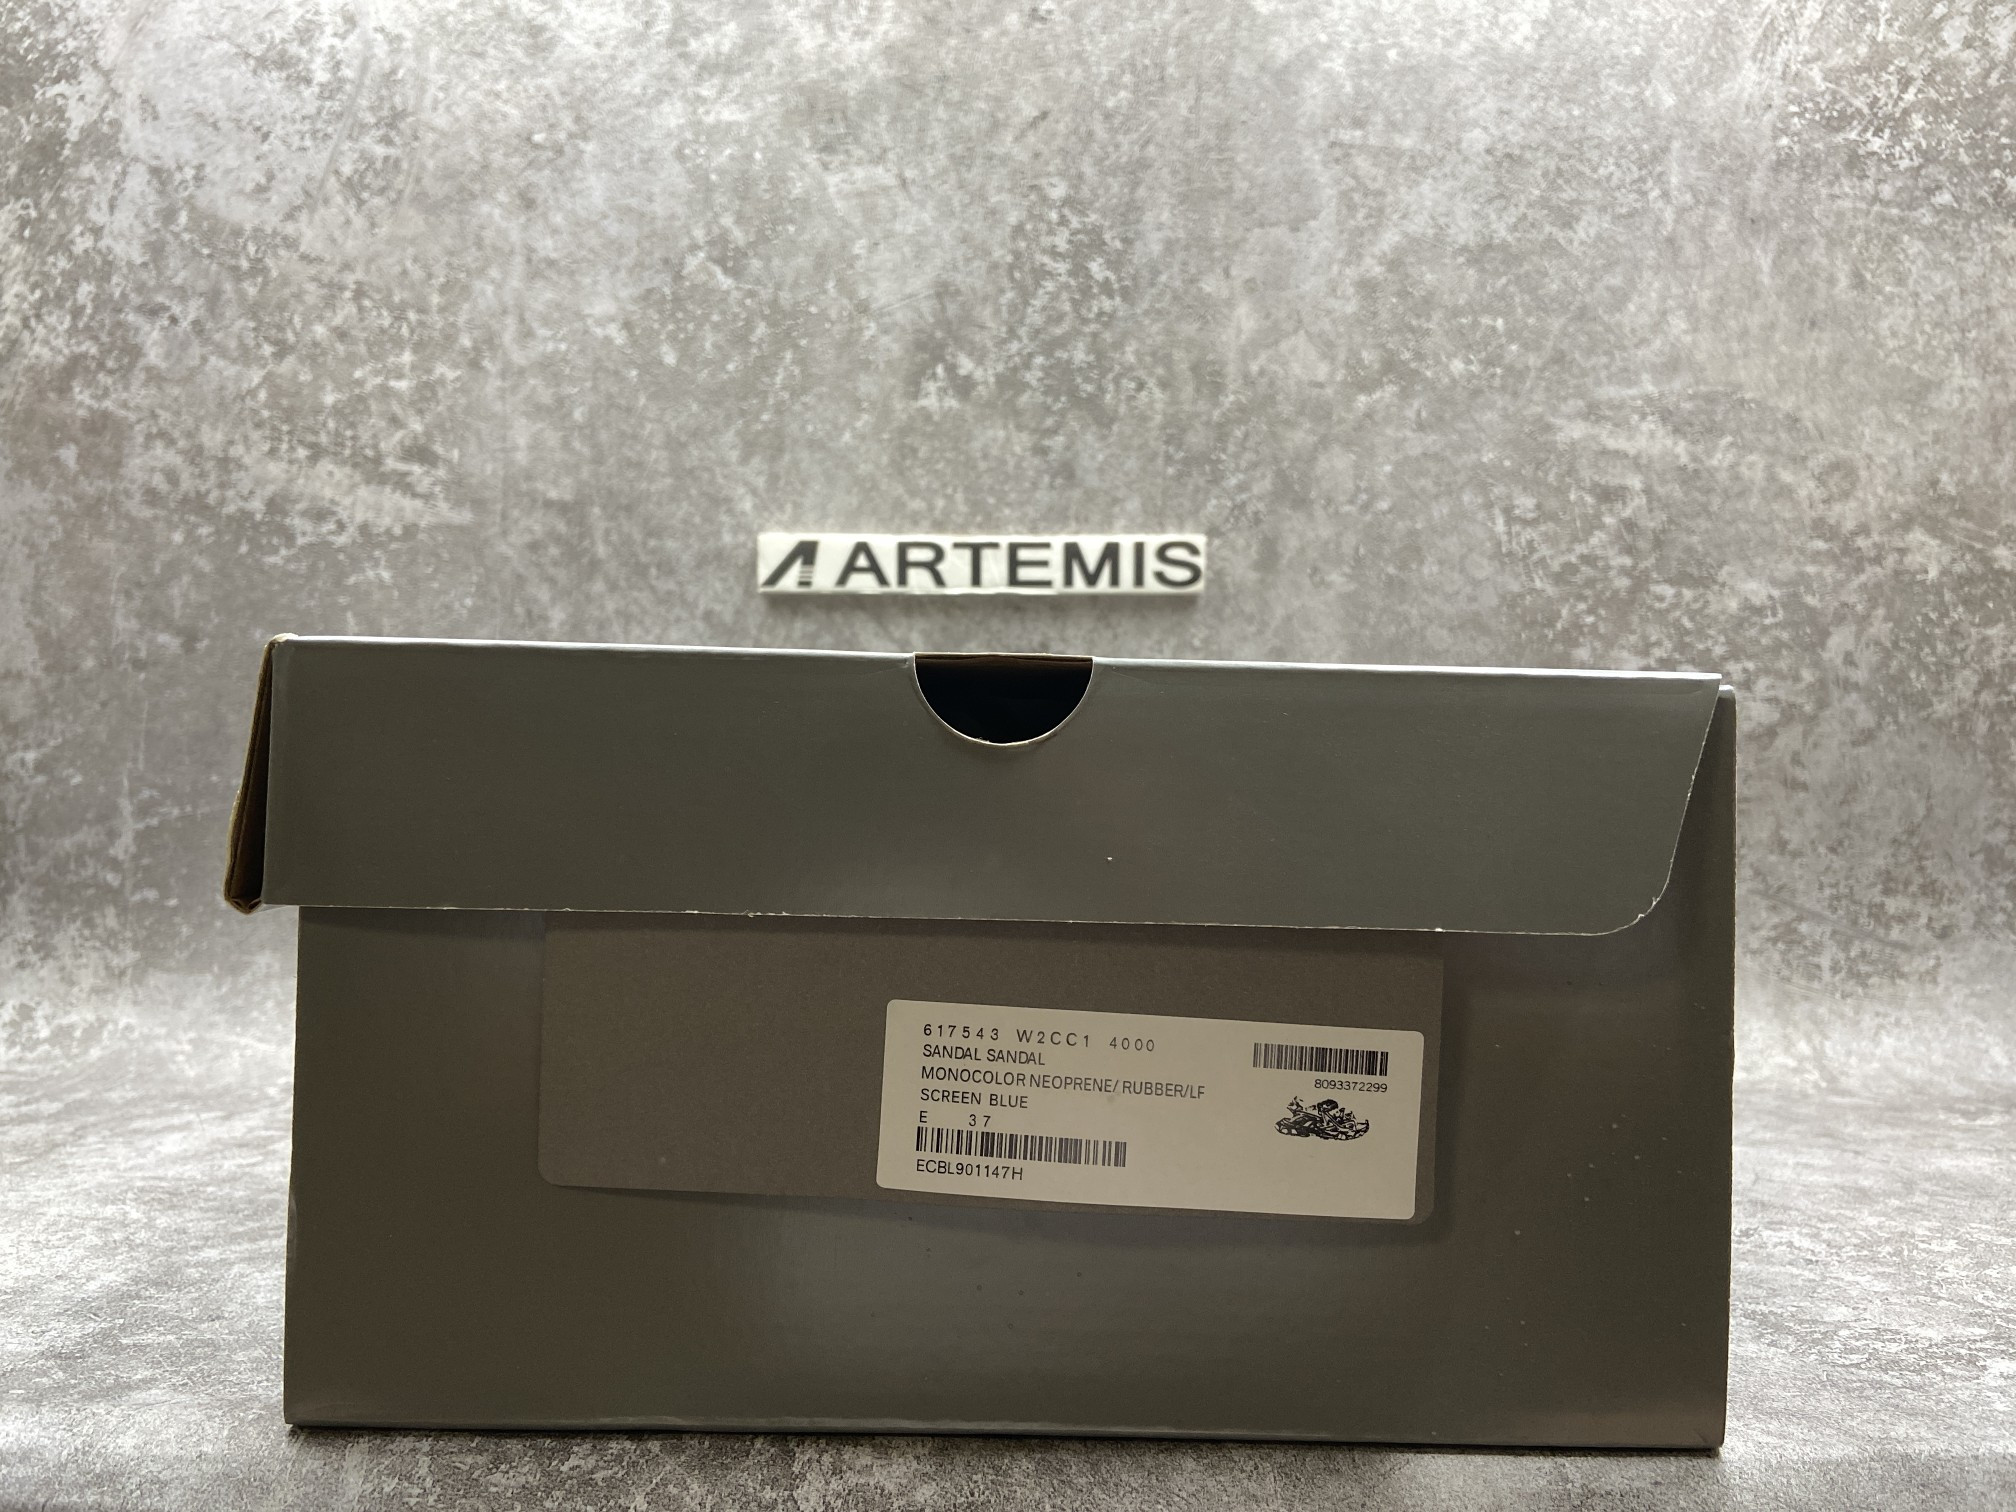 ARTEMIS
617543 W2CC1 4000
SANDAL SANDAL
MONOCOLOR NEOPRENE/ RUBBER/LF
SCREEN BLUE
E 37
ECBL901147H
8093372299